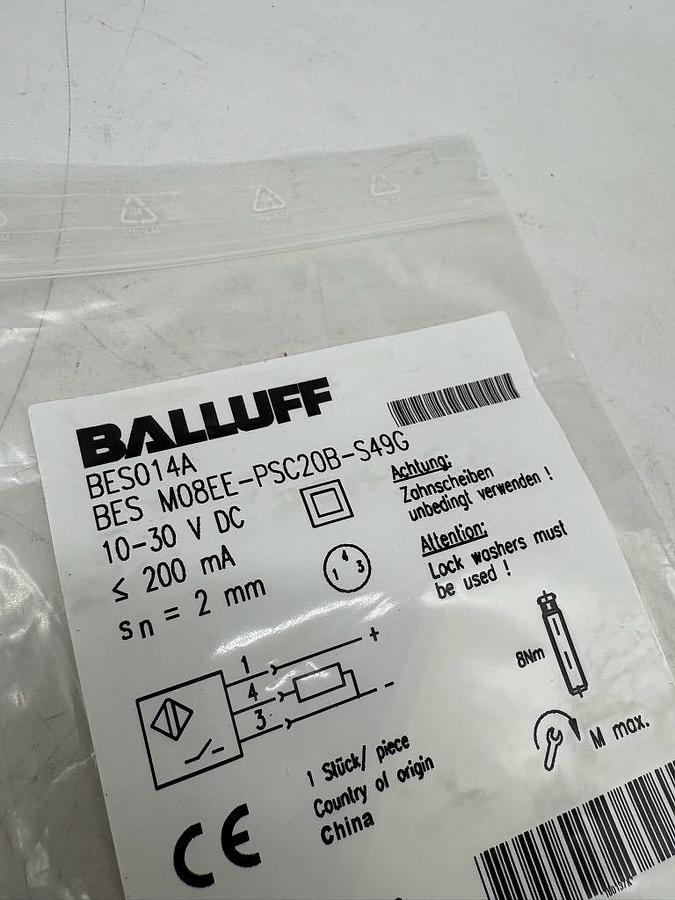 BALLUFF
BES014A
BES M08EE-PSC20B-S49G
10-30 V DC
≤ 200 mA
sn = 2 mm
Achtung:
Zahnscheiben
unbedingt verwenden !
Attention:
Lock washers must
be used !
1 4 3
1 +
4
3 -
8Nm
M max.
1 Stück/ piece
Country of origin
China
CE